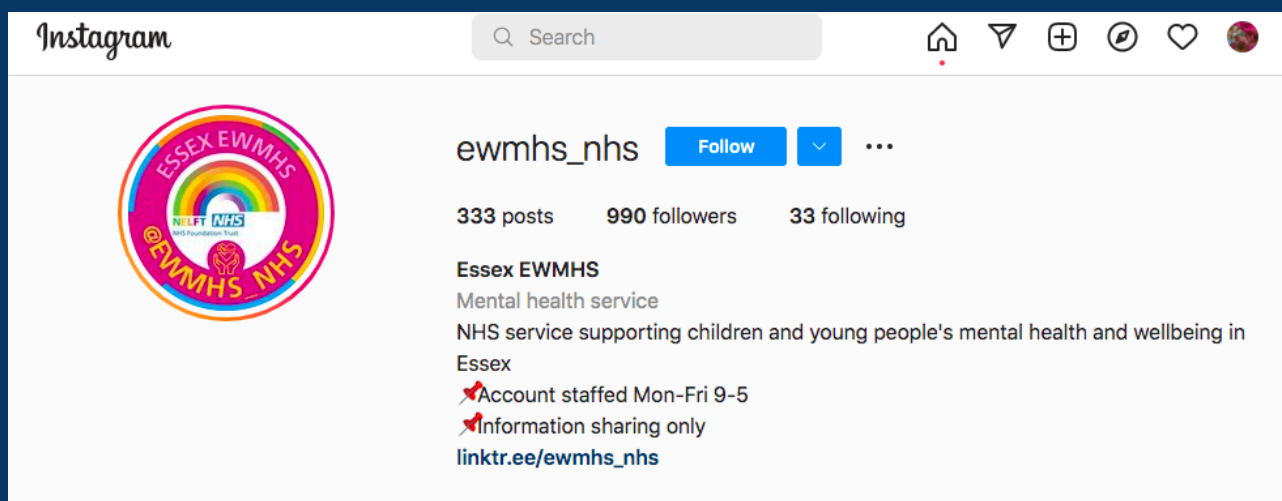 Instagram
Search
ESSEX EWMHS
NELFT NHS
NHS Foundation Trust
@EWMHS_NHS
ewmhs_nhs Follow
333 posts 990 followers 33 following
Essex EWMHS
Mental health service
NHS service supporting children and young people's mental health and wellbeing in
Essex
📌Account staffed Mon-Fri 9-5
📌Information sharing only
linktr.ee/ewmhs_nhs